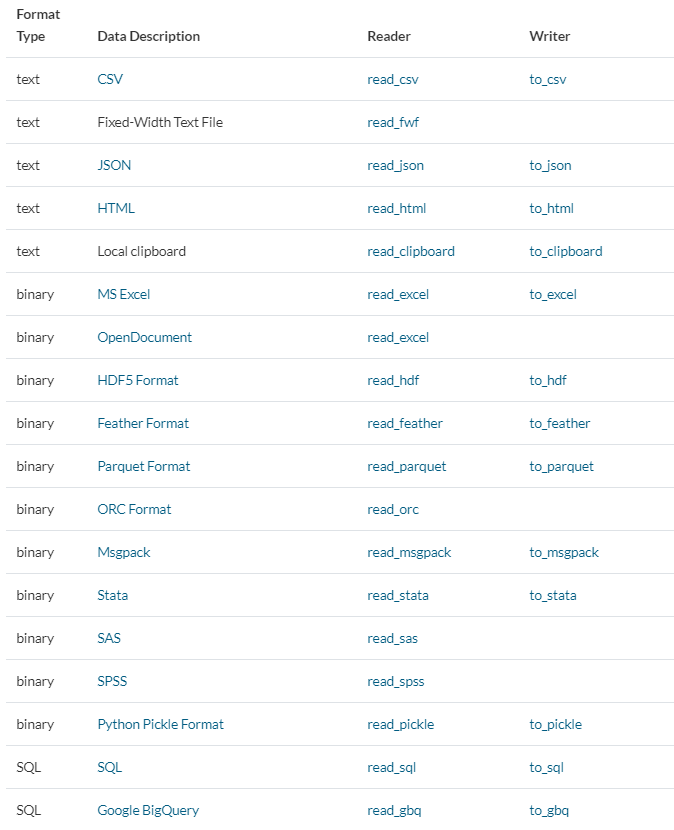 Format
Type Data Description Reader Writer
text CSV read_csv to_csv
text Fixed-Width Text File read_fwf
text JSON read_json to_json
text HTML read_html to_html
text Local clipboard read_clipboard to_clipboard
binary MS Excel read_excel to_excel
binary OpenDocument read_excel
binary HDF5 Format read_hdf to_hdf
binary Feather Format read_feather to_feather
binary Parquet Format read_parquet to_parquet
binary ORC Format read_orc
binary Msgpack read_msgpack to_msgpack
binary Stata read_stata to_stata
binary SAS read_sas
binary SPSS read_spss
binary Python Pickle Format read_pickle to_pickle
SQL SQL read_sql to_sql
SQL Google BigQuery read_gbq to_gbq